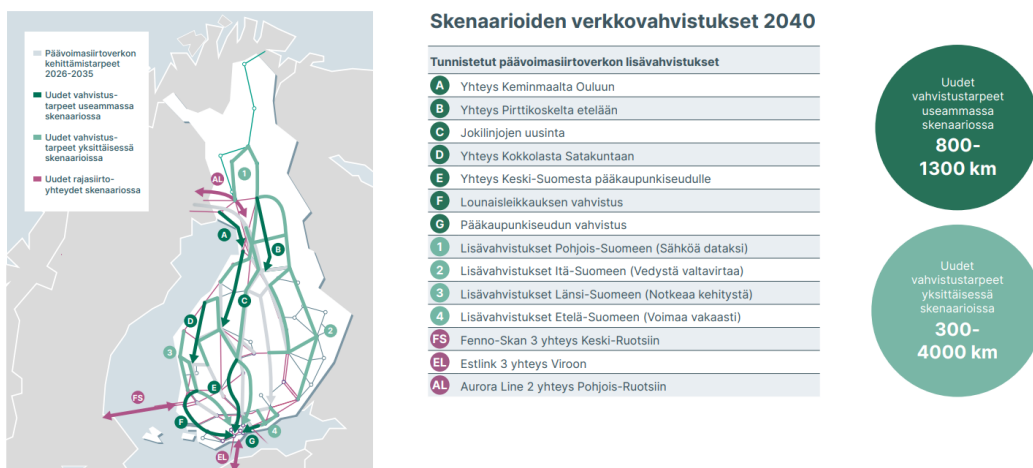 Päävoimasiirtoverkon
kehittämistarpeet
2026-2035
Uudet vahvistus-
tarpeet useammassa
skenaariossa
Uudet vahvistus-
tarpeet yksittäisessä
skenaarioissa
Uudet rajasiirto-
yhteydet skenaariossa
AL
1
A
B
C
D
3
2
E
FS
F
G
4
EL
Skenaarioiden verkkovahvistukset 2040
Tunnistetut päävoimasiirtoverkon lisävahvistukset
A Yhteys Keminmaalta Ouluun
B Yhteys Pirttikoskelta etelään
C Jokilinjojen uusinta
D Yhteys Kokkolasta Satakuntaan
E Yhteys Keski-Suomesta pääkaupunkiseudulle
F Lounaisleikkauksen vahvistus
G Pääkaupunkiseudun vahvistus
1 Lisävahvistukset Pohjois-Suomeen (Sähköä dataksi)
2 Lisävahvistukset Itä-Suomeen (Vedystä valtavirtaa)
3 Lisävahvistukset Länsi-Suomeen (Notkeaa kehitystä)
4 Lisävahvistukset Etelä-Suomeen (Voimaa vakaasti)
FS Fenno-Skan 3 yhteys Keski-Ruotsiin
EL Estlink 3 yhteys Viroon
AL Aurora Line 2 yhteys Pohjois-Ruotsiin
Uudet
vahvistustarpeet
useammassa
skenaariossa
800-
1300 km
Uudet
vahvistustarpeet
yksittäisessä
skenaarioissa
300-
4000 km